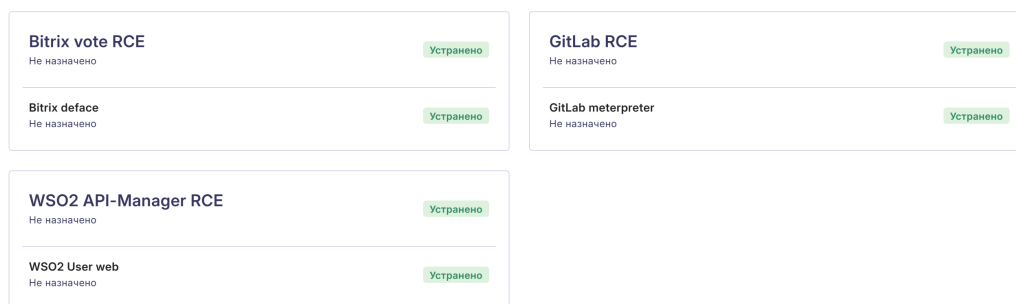 Bitrix vote RCE
Не назначено
Устранено
Bitrix deface
Не назначено
Устранено
GitLab RCE
Не назначено
Устранено
GitLab meterpreter
Не назначено
Устранено
WSO2 API-Manager RCE
Не назначено
Устранено
WSO2 User web
Не назначено
Устранено